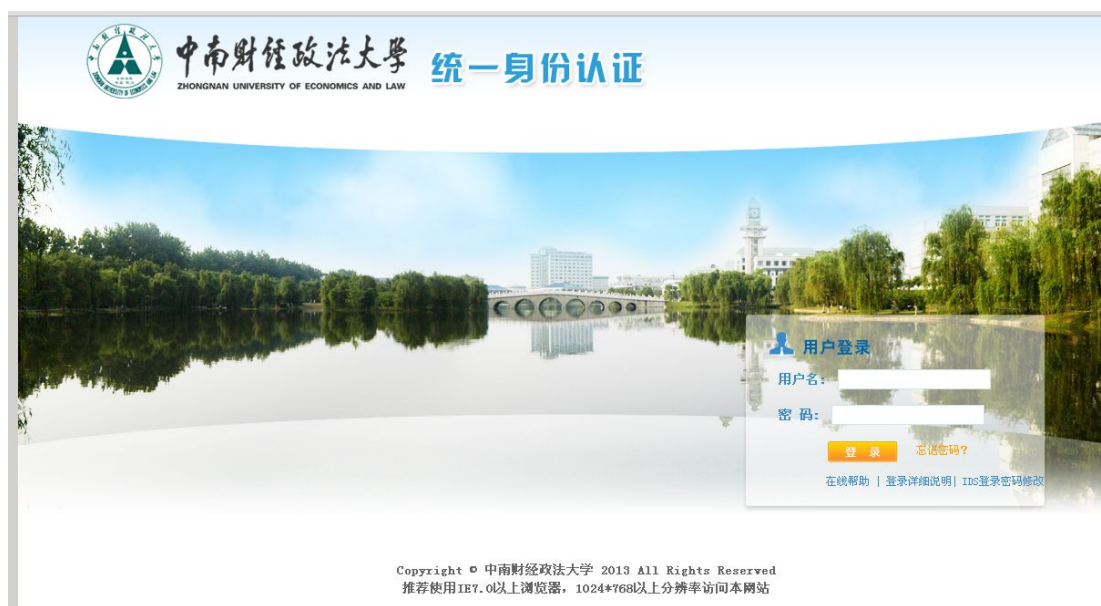 中南财经政法大学
ZHONGNAN UNIVERSITY OF ECONOMICS AND LAW
统一身份认证
用户登录
用户名：
密 码：
登 录 忘记密码？
在线帮助 | 登录详细说明| IDS登录密码修改
Copyright © 中南财经政法大学 2013 All Rights Reserved
推荐使用IE7.0以上浏览器，1024*768以上分辨率访问本网站